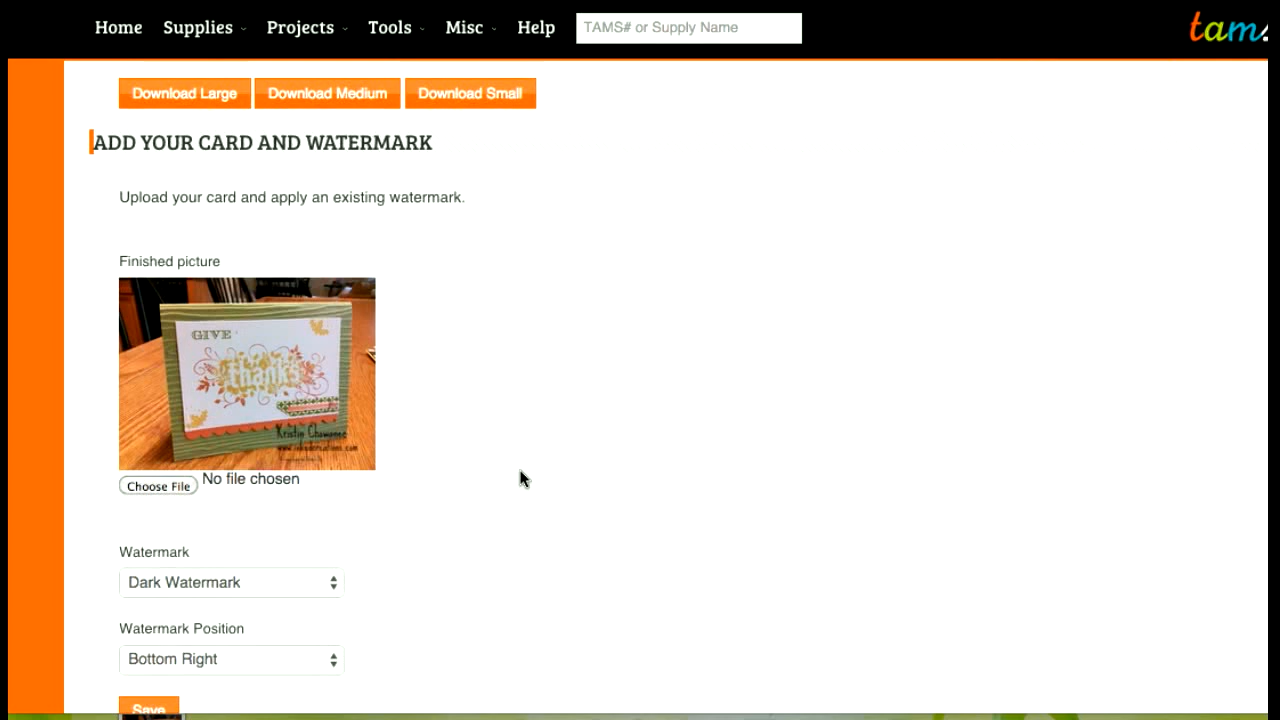 Home Supplies Projects Tools Misc Help TAMS# or Supply Name tams
Download Large Download Medium Download Small
ADD YOUR CARD AND WATERMARK
Upload your card and apply an existing watermark.
Finished picture
GIVE
thanks
Choose File No file chosen
Watermark
Dark Watermark
Watermark Position
Bottom Right
Save